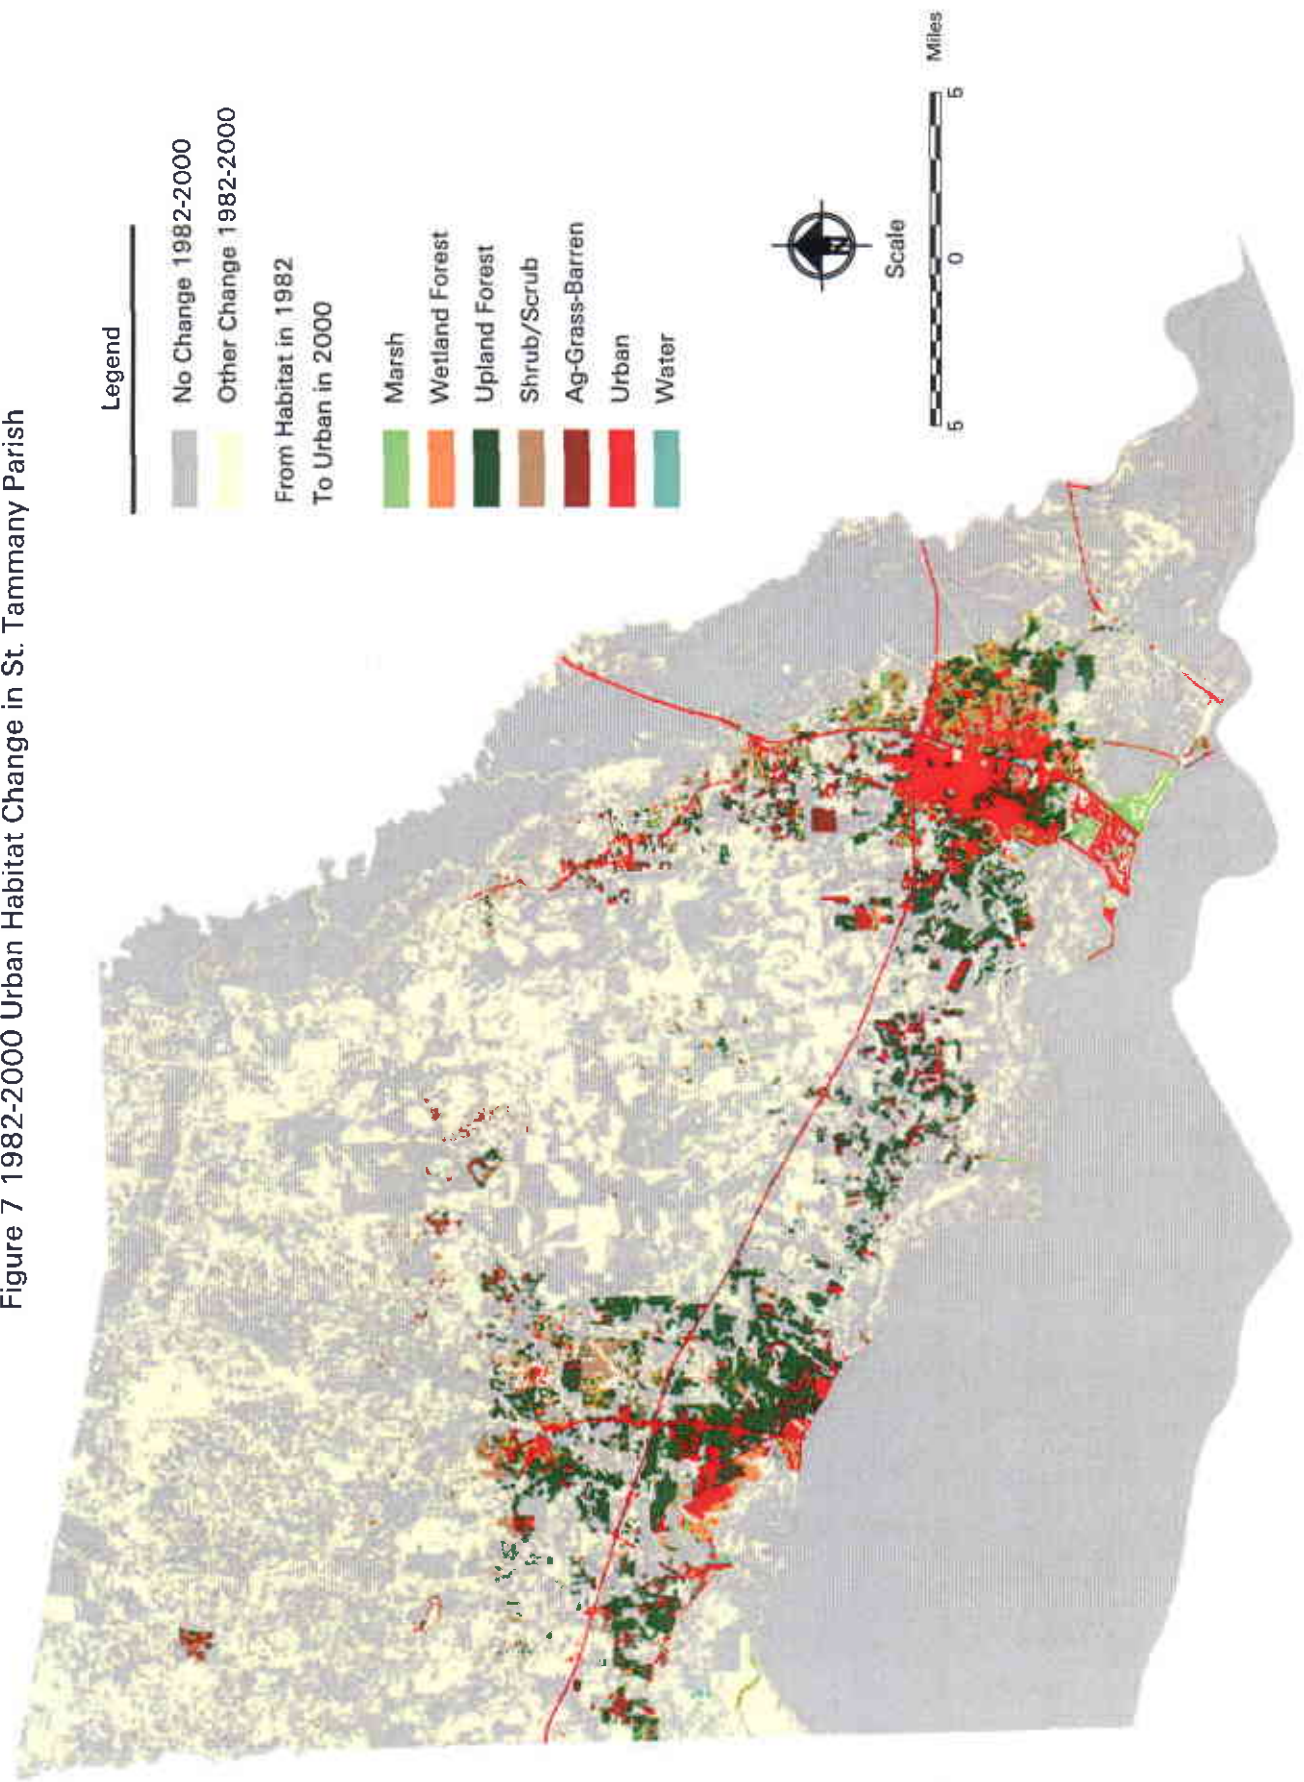 Figure 7 1982-2000 Urban Habitat Change in St. Tammany Parish
Legend
No Change 1982-2000
Other Change 1982-2000
From Habitat in 1982
To Urban in 2000
Marsh
Wetland Forest
Upland Forest
Shrub/Scrub
Ag-Grass-Barren
Urban
Water
N
Scale
5 0 5 Miles